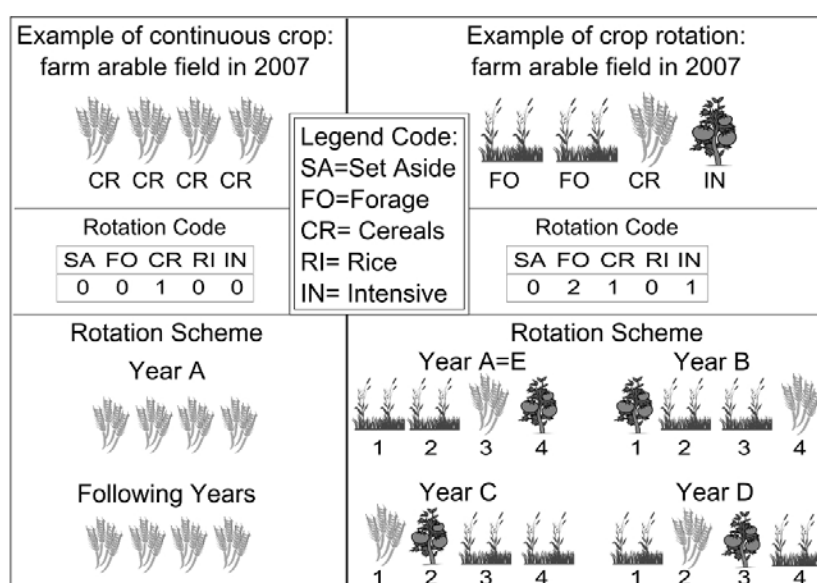 Example of continuous crop:
farm arable field in 2007
CR CR CR CR
Rotation Code
SA FO CR RI IN
0 0 1 0 0
Rotation Scheme
Year A
Following Years
Legend Code:
SA=Set Aside
FO=Forage
CR= Cereals
RI= Rice
IN= Intensive
Example of crop rotation:
farm arable field in 2007
FO FO CR IN
Rotation Code
SA FO CR RI IN
0 2 1 0 1
Rotation Scheme
Year A=E Year B
1 2 3 4 1 2 3 4
Year C Year D
1 2 3 4 1 2 3 4